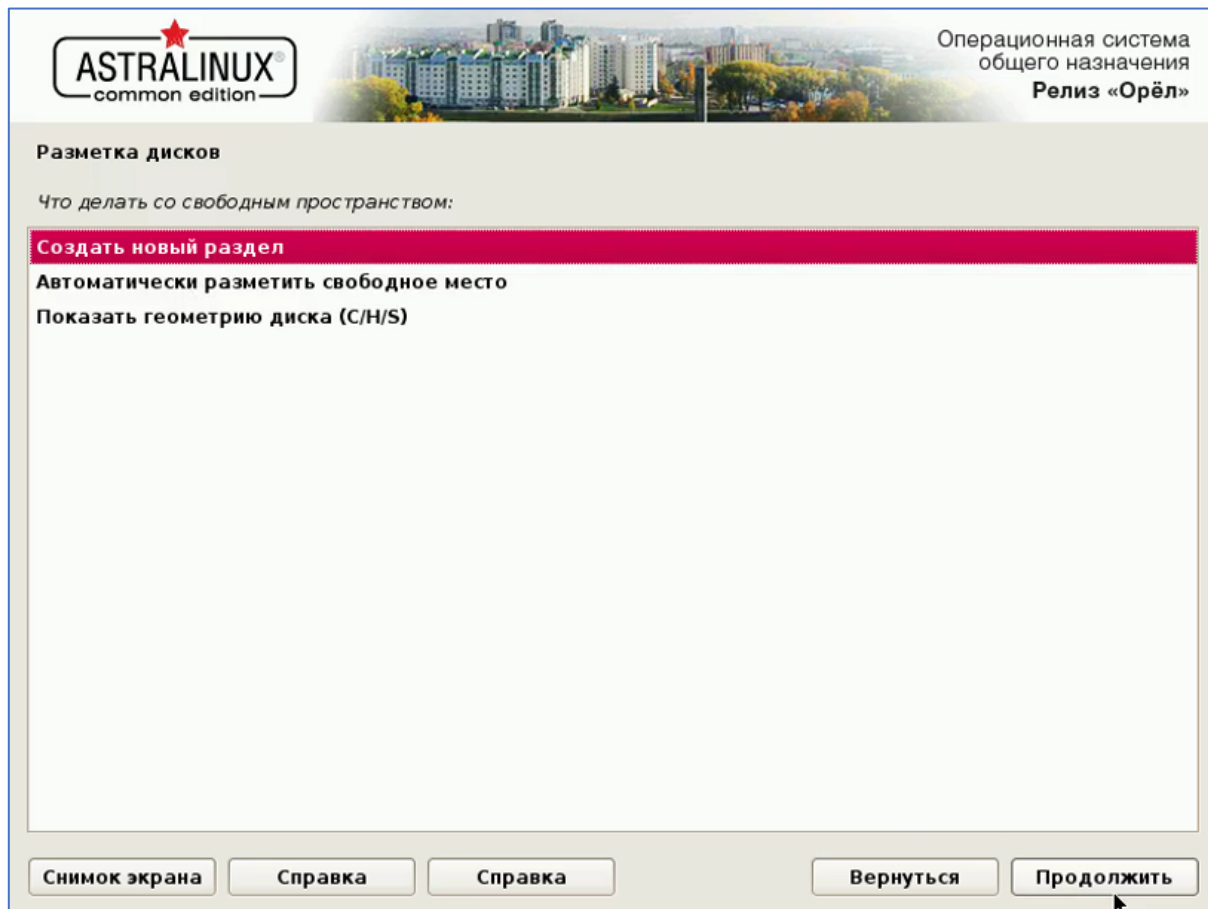 ASTRALINUX®
common edition
Операционная система
общего назначения
Релиз «Орёл»
Разметка дисков
Что делать со свободным пространством:
Создать новый раздел
Автоматически разметить свободное место
Показать геометрию диска (C/H/S)
Снимок экрана
Справка
Справка
Вернуться
Продолжить